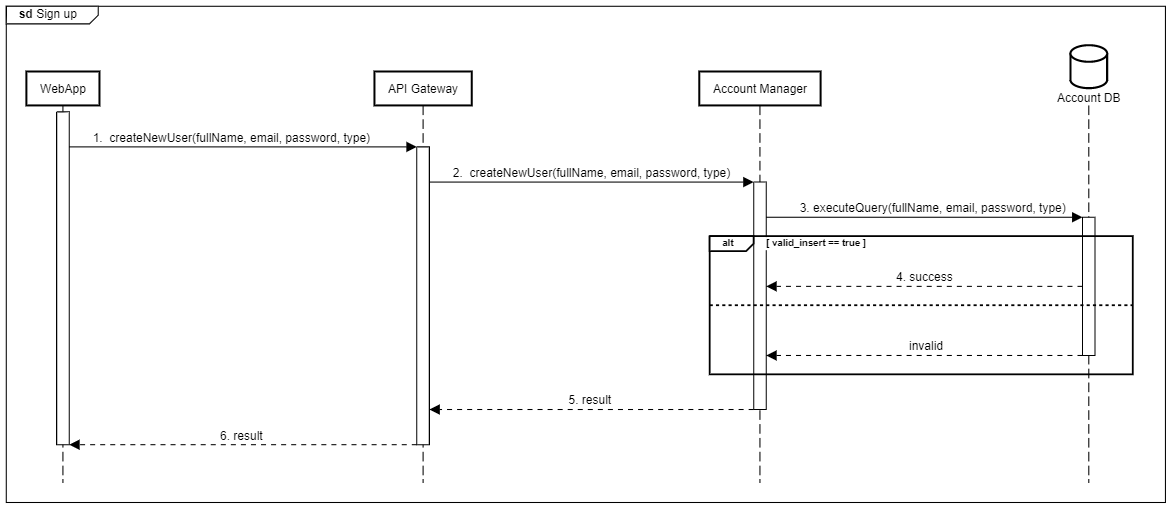 sd Sign up
WebApp
API Gateway
Account Manager
Account DB
1. createNewUser(fullName, email, password, type)
2. createNewUser(fullName, email, password, type)
3. executeQuery(fullName, email, password, type)
alt
[ valid_insert == true ]
4. success
invalid
5. result
6. result